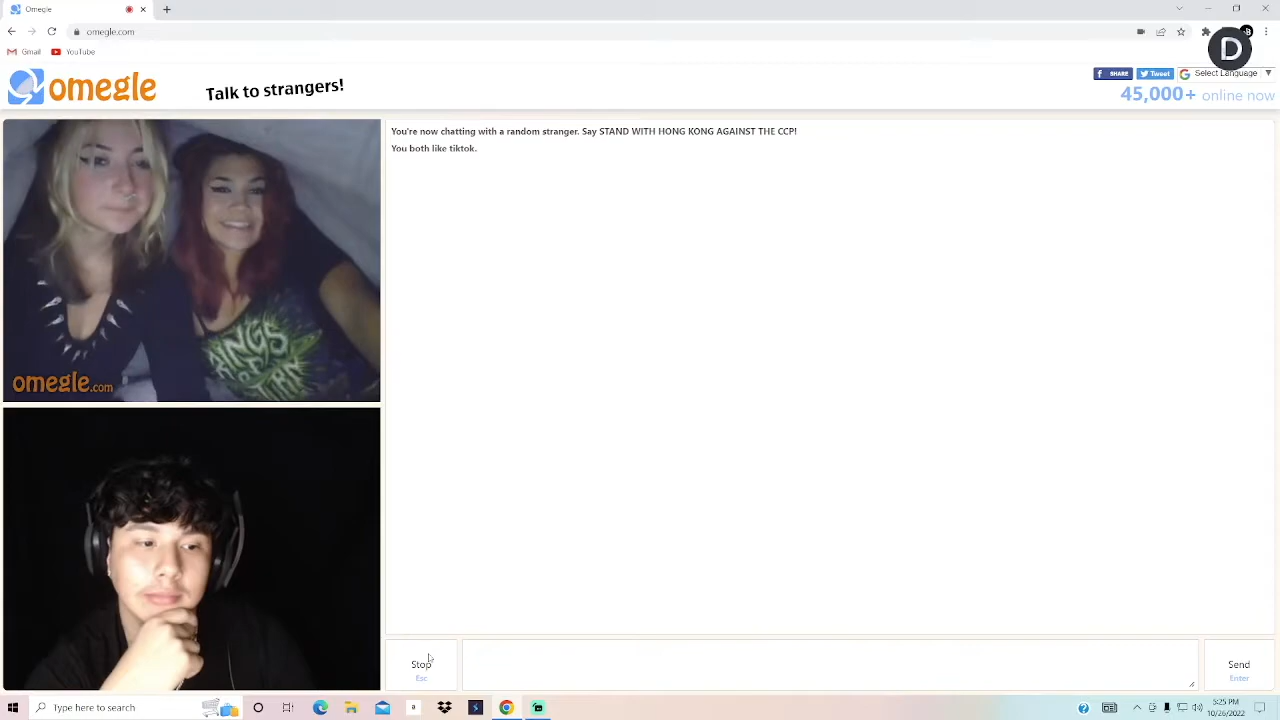 Omegle
omegle.com
Gmail
YouTube
D
omegle
Talk to strangers!
SHARE
Tweet
Select Language
45,000+ online now
You're now chatting with a random stranger. Say STAND WITH HONG KONG AGAINST THE CCP!
You both like tiktok.
omegle.com
Stop
Esc
Send
Enter
Type here to search
5:25 PM
10/26/2022